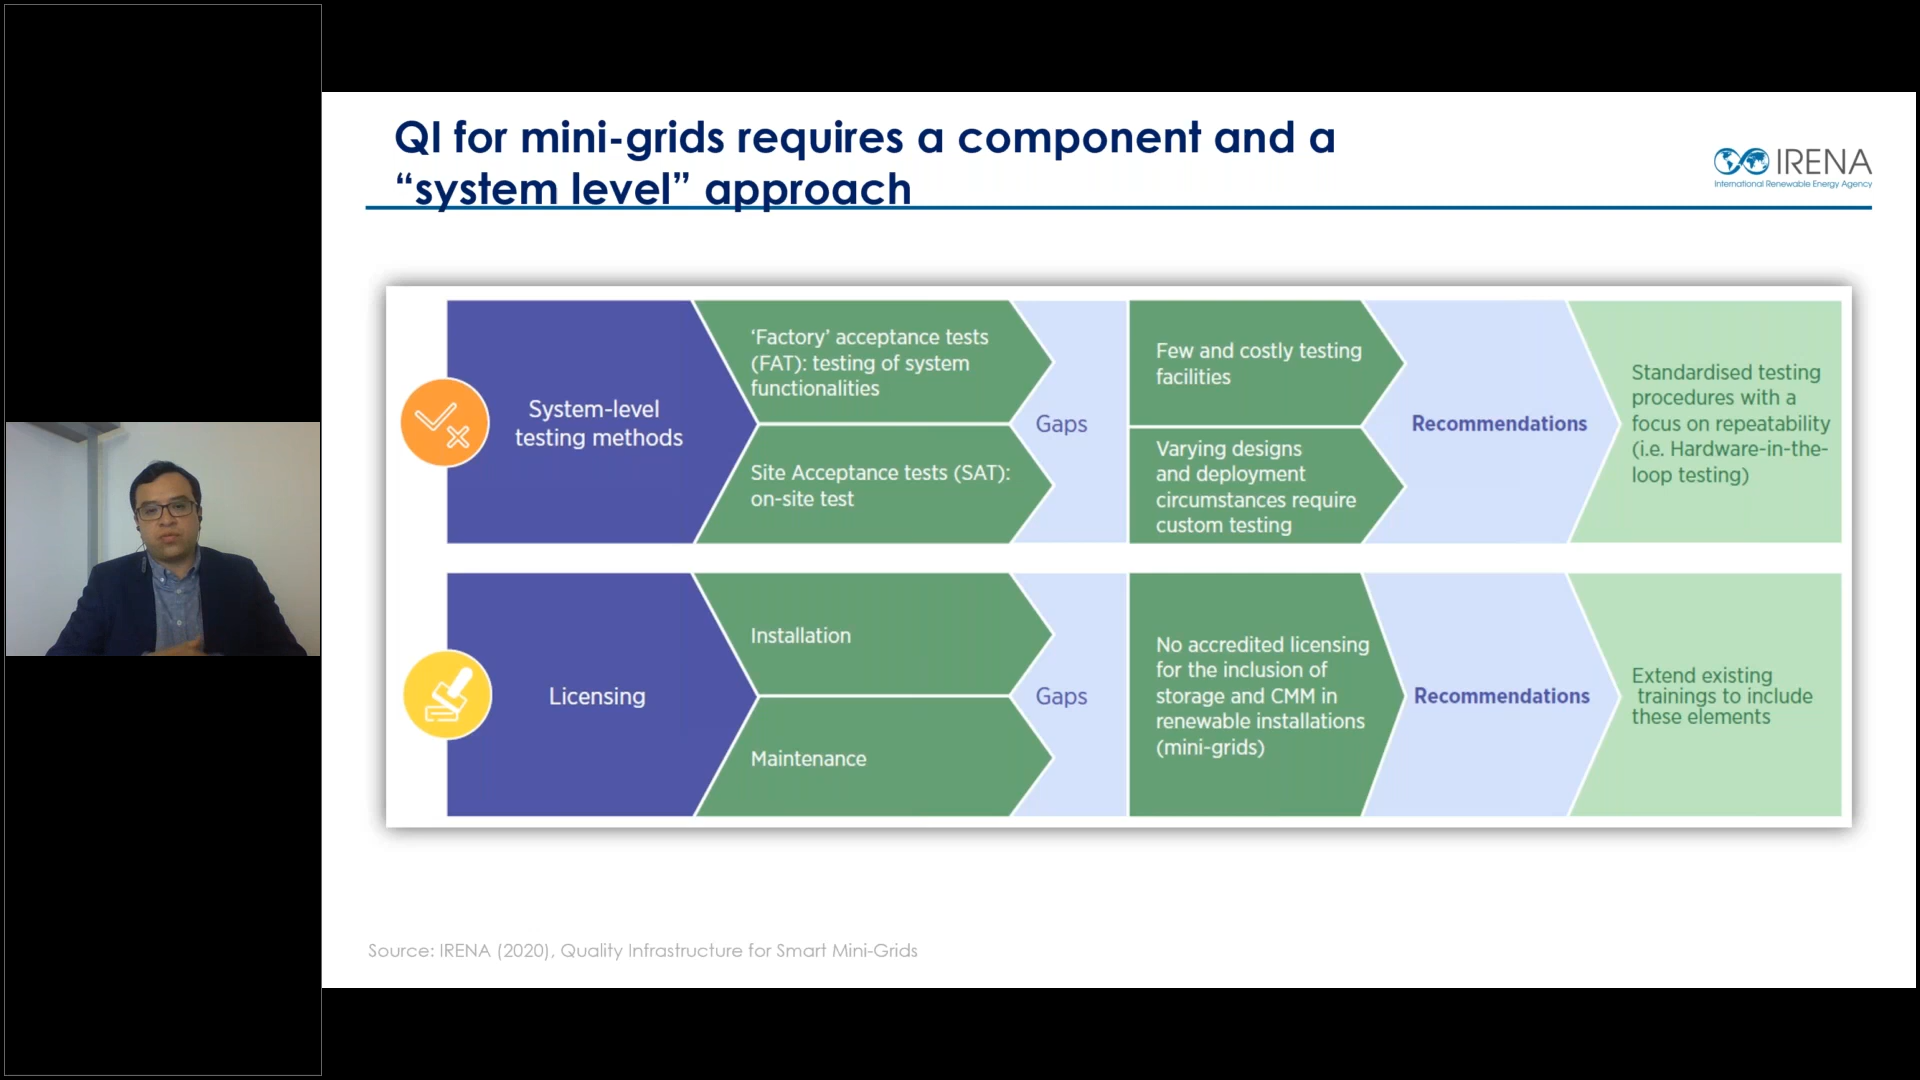 QI for mini-grids requires a component and a
“system level” approach
IRENA
International Renewable Energy Agency
System-level
testing methods
‘Factory’ acceptance tests
(FAT): testing of system
functionalities
Site Acceptance tests (SAT):
on-site test
Gaps
Few and costly testing
facilities
Varying designs
and deployment
circumstances require
custom testing
Recommendations
Standardised testing
procedures with a
focus on repeatability
(i.e. Hardware-in-the-
loop testing)
Licensing
Installation
Maintenance
Gaps
No accredited licensing
for the inclusion of
storage and CMM in
renewable installations
(mini-grids)
Recommendations
Extend existing
trainings to include
these elements
Source: IRENA (2020), Quality Infrastructure for Smart Mini-Grids